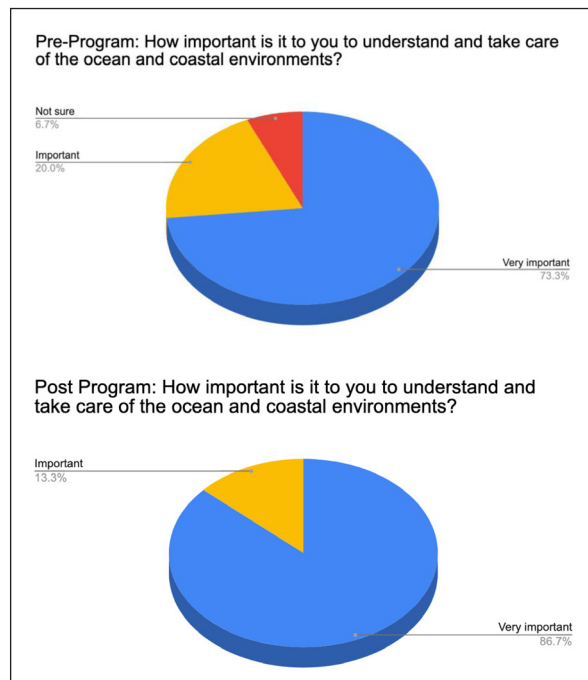 Pre-Program: How important is it to you to understand and take care
of the ocean and coastal environments?
Not sure
6.7%
Important
20.0%
Very important
73.3%
Post Program: How important is it to you to understand and
take care of the ocean and coastal environments?
Important
13.3%
Very important
86.7%